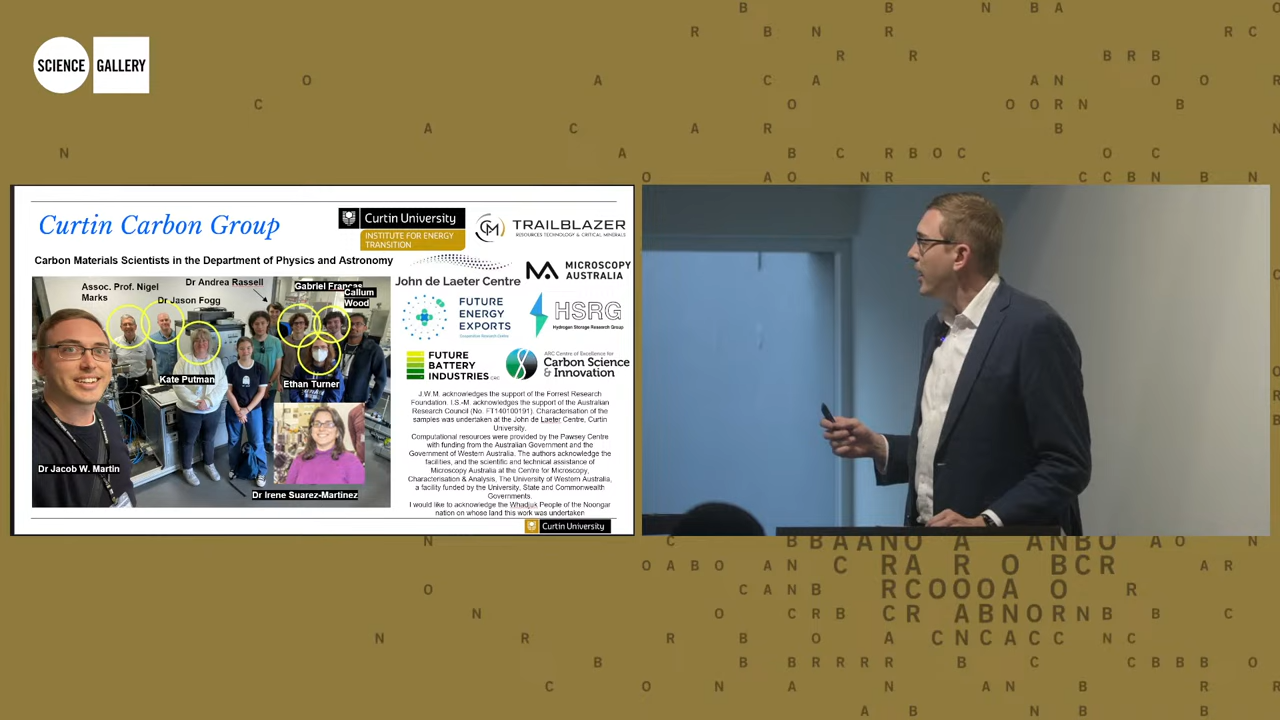 SCIENCE GALLERY
Curtin Carbon Group
Curtin University
INSTITUTE FOR ENERGY
TRANSITION
TRAILBLAZER
RESOURCES TECHNOLOGY & CRITICAL MINERALS
Carbon Materials Scientists in the Department of Physics and Astronomy
Assoc. Prof. Nigel
Marks
Dr Jason Fogg
Dr Andrea Rassell
Gabriel Francas
Callum
Wood
Kate Putman
Ethan Turner
Dr Jacob W. Martin
Dr Irene Suarez-Martinez
John de Laeter Centre
MICROSCOPY
AUSTRALIA
FUTURE
ENERGY
EXPORTS
HSRG
Hydrogen Storage Research Group
FUTURE
BATTERY
INDUSTRIES CRC
ARC Centre of Excellence for
Carbon Science
& Innovation
J.W.M. acknowledges the support of the Forrest Research
Foundation. I.S.-M. acknowledges the support of the Australian
Research Council (No. FT140100191). Characterisation of the
samples was undertaken at the John de Laeter Centre, Curtin
University.
Computational resources were provided by the Pawsey Centre
with funding from the Australian Government and the
Government of Western Australia. The authors acknowledge the
facilities, and the scientific and technical assistance of
Microscopy Australia at the Centre for Microscopy,
Characterisation & Analysis, The University of Western Australia,
a facility funded by the University, State and Commonwealth
Governments.
I would like to acknowledge the Whadjuk People of the Noongar
nation on whose land this work was undertaken
Curtin University